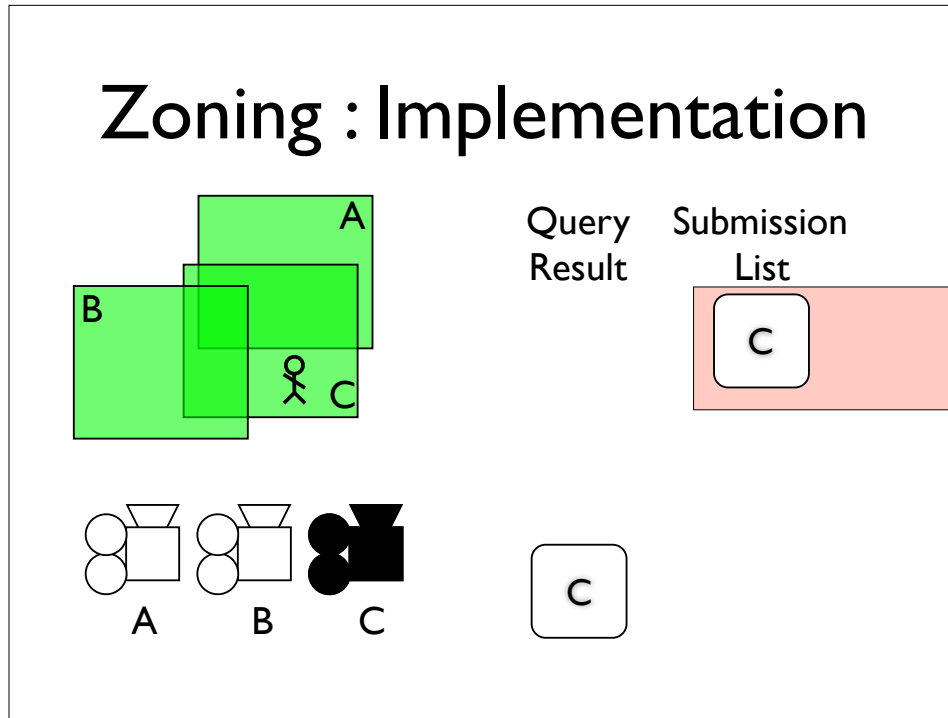 Zoning : Implementation
A
B
C
Query
Result
Submission
List
C
A
B
C
C